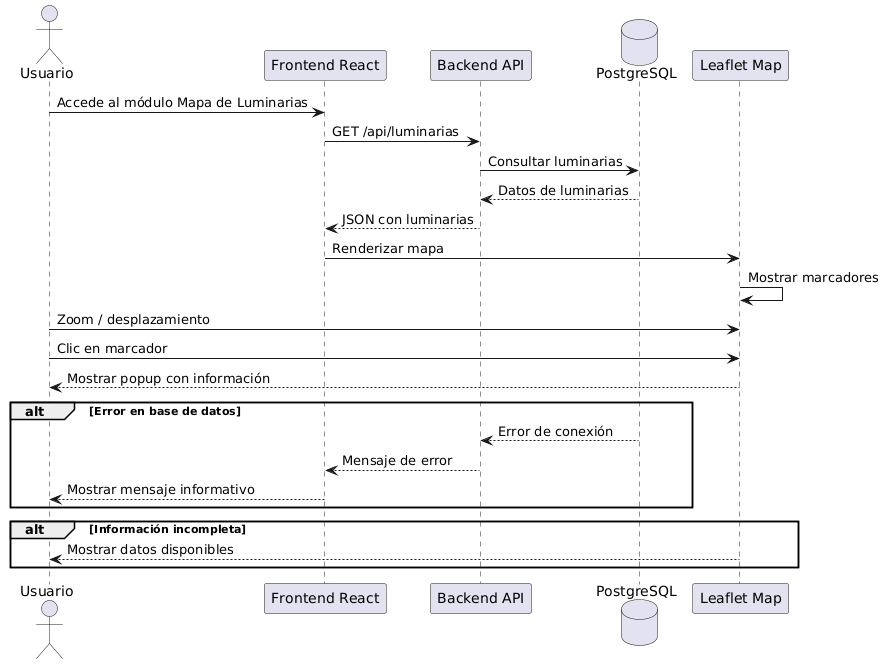 Usuario
Frontend React
Backend API
PostgreSQL
Leaflet Map
Accede al módulo Mapa de Luminarias
GET /api/luminarias
Consultar luminarias
Datos de luminarias
JSON con luminarias
Renderizar mapa
Mostrar marcadores
Zoom / desplazamiento
Clic en marcador
Mostrar popup con información
alt [Error en base de datos]
Error de conexión
Mensaje de error
Mostrar mensaje informativo
alt [Información incompleta]
Mostrar datos disponibles
Usuario
Frontend React
Backend API
PostgreSQL
Leaflet Map